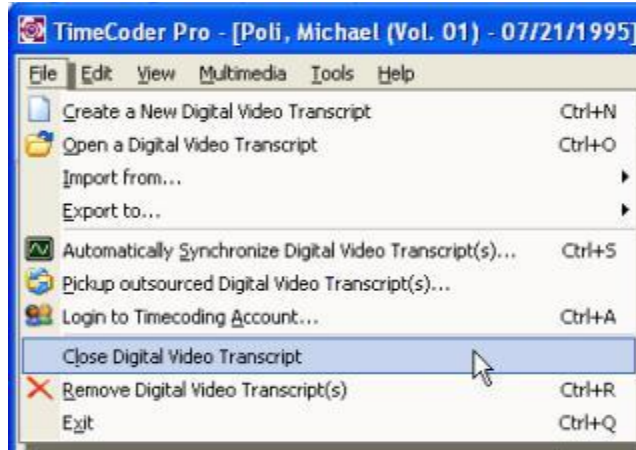 TimeCoder Pro - [Poli, Michael (Vol. 01) - 07/21/1995]
File Edit View Multimedia Tools Help
Create a New Digital Video Transcript Ctrl+N
Open a Digital Video Transcript Ctrl+O
Import from...
Export to...
Automatically Synchronize Digital Video Transcript(s)... Ctrl+S
Pickup outsourced Digital Video Transcript(s)...
Login to Timecoding Account... Ctrl+A
Close Digital Video Transcript
Remove Digital Video Transcript(s) Ctrl+R
Exit Ctrl+Q